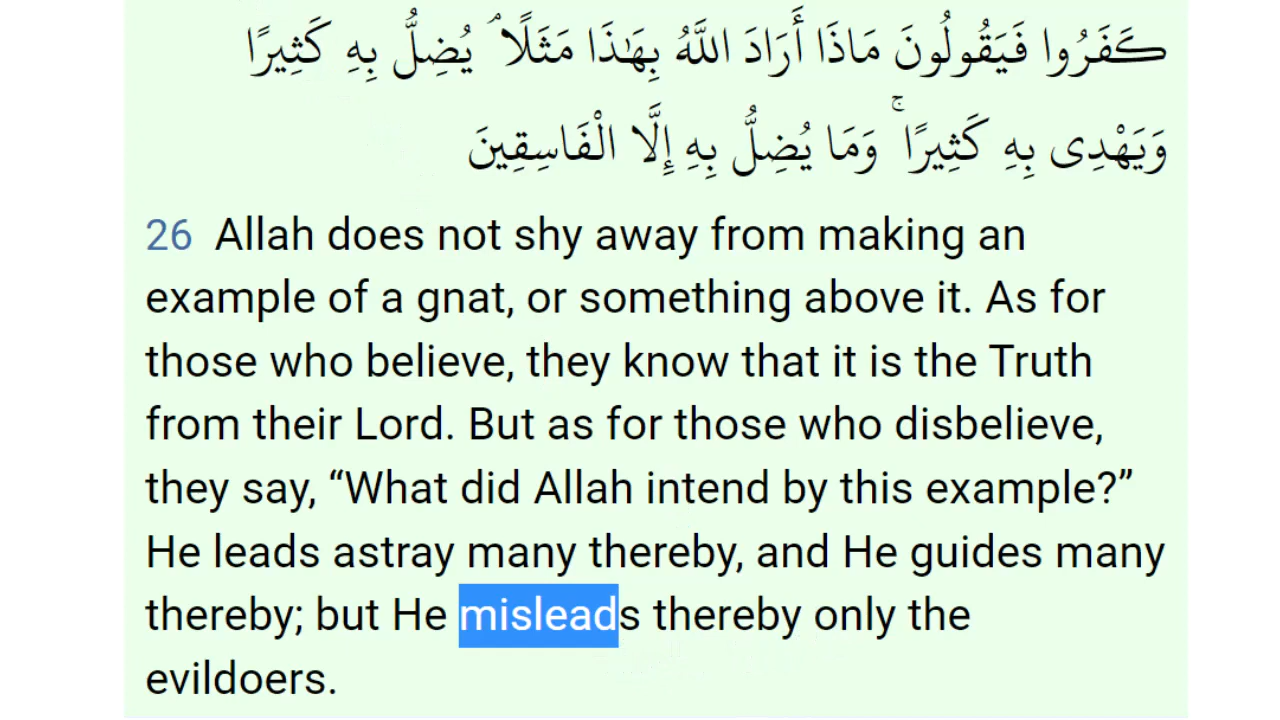 كَفَرُوا فَيَقُولُونَ مَاذَا أَرَادَ اللَّهُ بِهَٰذَا مَثَلًا ۘ يُضِلُّ بِهِ كَثِيرًا
وَيَهْدِى بِهِ كَثِيرًا ۚ وَمَا يُضِلُّ بِهِ إِلَّا الْفَاسِقِينَ
26 Allah does not shy away from making an
example of a gnat, or something above it. As for
those who believe, they know that it is the Truth
from their Lord. But as for those who disbelieve,
they say, “What did Allah intend by this example?”
He leads astray many thereby, and He guides many
thereby; but He misleads thereby only the
evildoers.